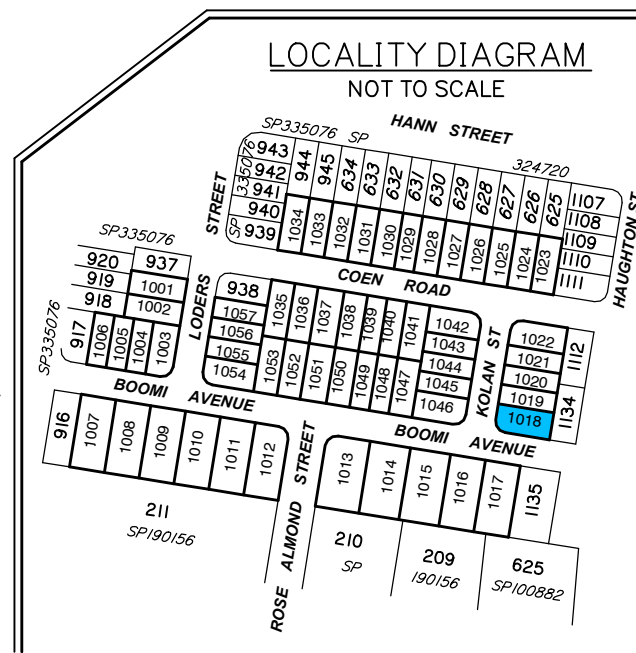 LOCALITY DIAGRAM
NOT TO SCALE
HANN STREET
SP335076 SP 324720
335076
SP
STREET
943
942
941
940
939
944 945 634 633 632 631 630 629 628 627 626 625
1107
1108
1109
1110
1111
HAUGHTON ST
1034 1033 1032 1031 1030 1029 1028 1027 1026 1025 1024 1023
COEN ROAD
SP335076
920 937
919 1001
918 1002
SP335076
917 1006 1005 1004 1003
LODERS
938
1057
1056
1055
1054
1035 1036 1037 1038 1039 1040 1041
1053 1052 1051 1050 1049 1048 1047
1042
1043
1044
1045
1046
KOLAN ST
1022
1021
1020
1019
1018
1112
1134
BOOMI AVENUE
BOOMI AVENUE
916 1007 1008 1009 1010 1011 1012
ROSE ALMOND STREET
1013 1014 1015 1016 1017 1135
211
SP190156
210
SP
209
190156
625
SP100882